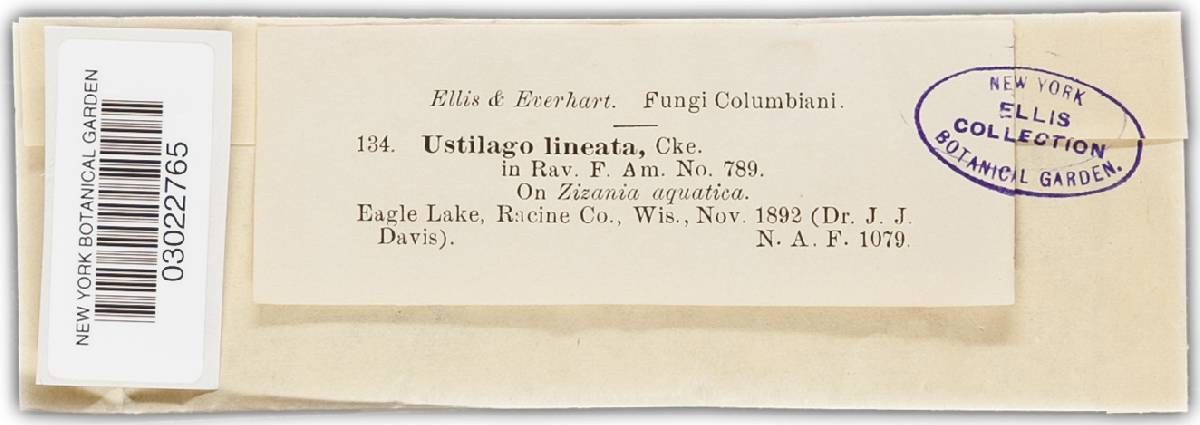 NEW YORK BOTANICAL GARDEN
03022765
Ellis & Everhart. Fungi Columbiani.
134. Ustilago lineata, Cke.
in Rav. F. Am. No. 789.
On Zizania aquatica.
Eagle Lake, Racine Co., Wis., Nov. 1892 (Dr. J. J.
Davis). N. A. F. 1079.
NEW YORK
ELLIS
COLLECTION
BOTANICAL GARDEN.